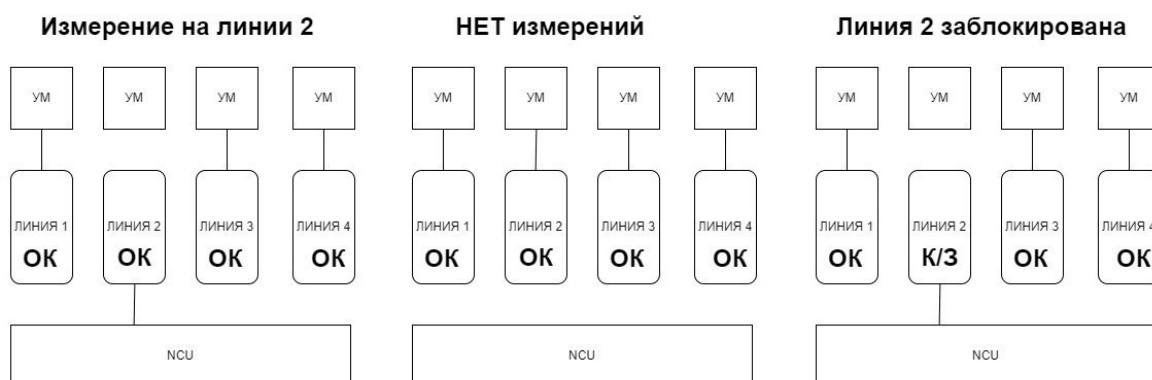 Измерение на линии 2
НЕТ измерений
Линия 2 заблокирована
УМ
УМ
УМ
УМ
УМ
УМ
УМ
УМ
УМ
УМ
УМ
УМ
ЛИНИЯ 1
ЛИНИЯ 2
ЛИНИЯ 3
ЛИНИЯ 4
ЛИНИЯ 1
ЛИНИЯ 2
ЛИНИЯ 3
ЛИНИЯ 4
ЛИНИЯ 1
ЛИНИЯ 2
ЛИНИЯ 3
ЛИНИЯ 4
ОК
ОК
ОК
ОК
ОК
ОК
ОК
ОК
ОК
К/З
ОК
ОК
NCU
NCU
NCU